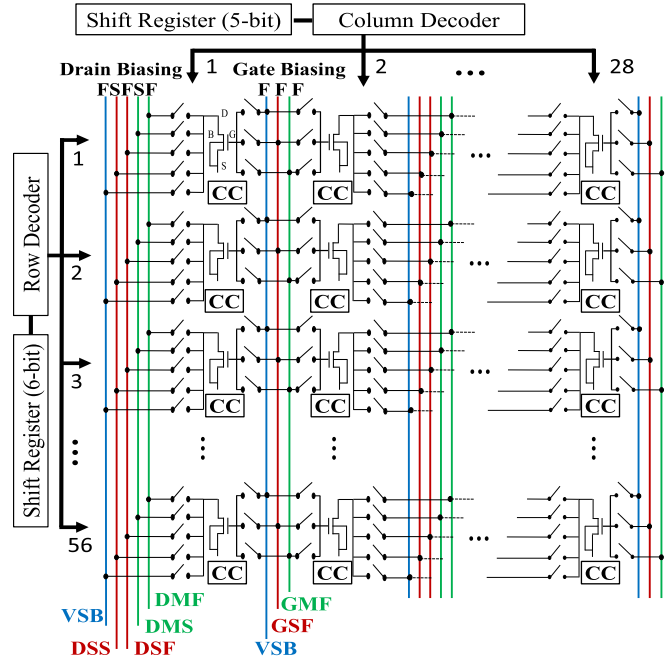 Shift Register (5-bit) Column Decoder
Drain Biasing 1 Gate Biasing 2 ... 28
F S F S F F F F
D
B G
S
1
CC CC ... CC
2
CC CC CC
3
CC CC ... CC
... ... ...
56
CC CC ... CC
Row Decoder
Shift Register (6-bit)
...
VSB DMF GMF
DMS GSF
DSS DSF VSB